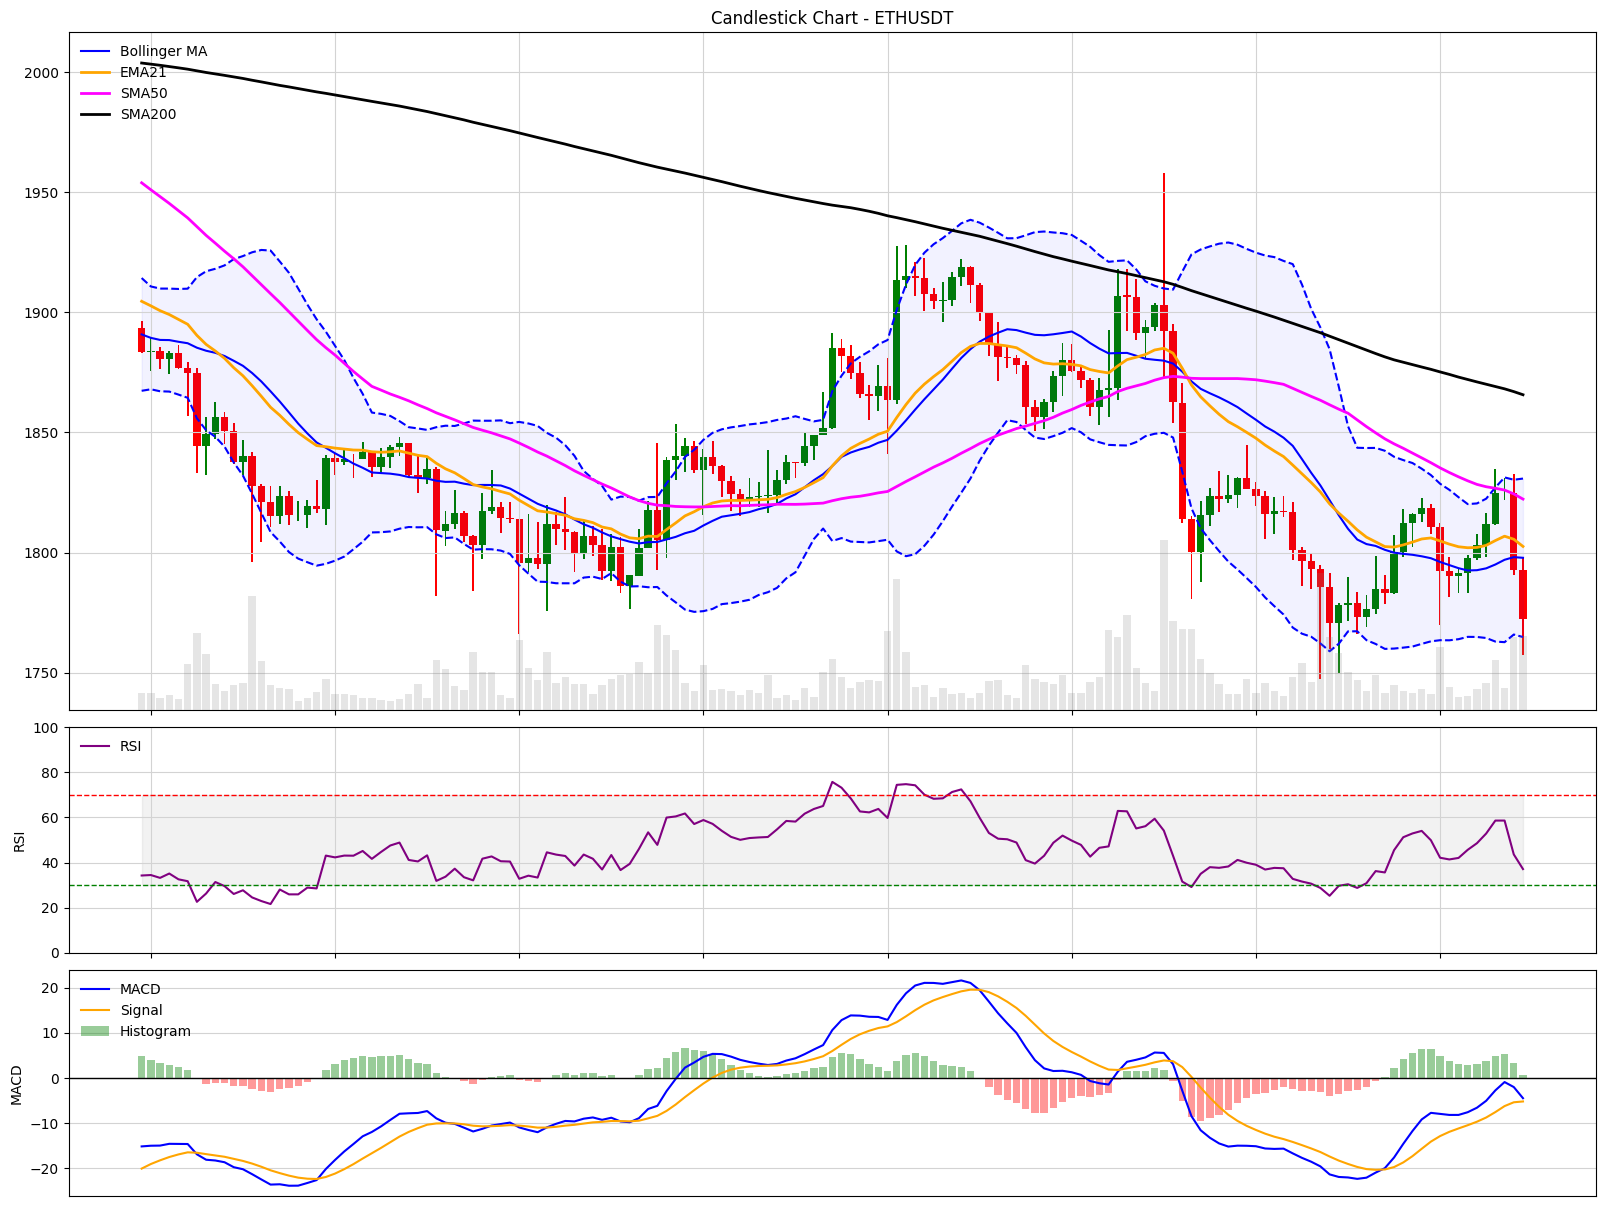 Candlestick Chart - ETHUSDT
Bollinger MA
EMA21
SMA50
SMA200
2000
1950
1900
1850
1800
1750
RSI
100
80
60
40
20
0
RSI
MACD
Signal
Histogram
20
10
0
−10
−20
MACD